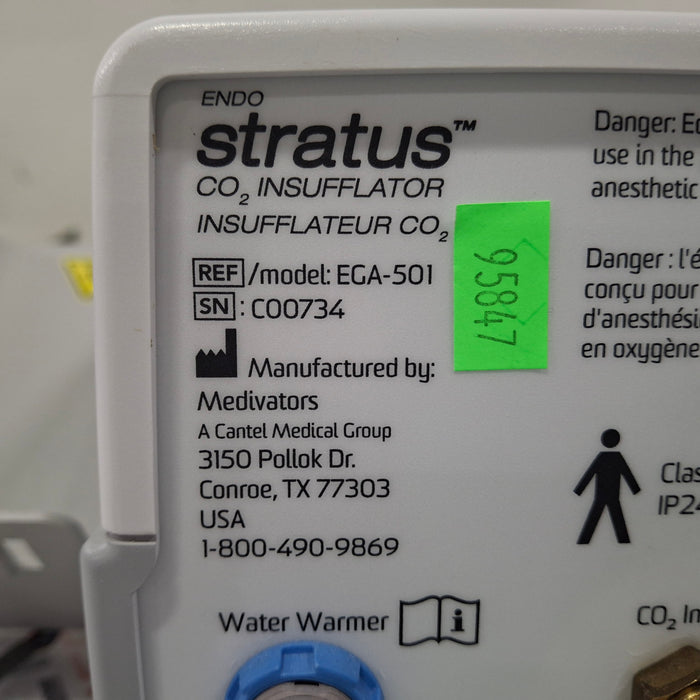 ENDO
stratus™
CO₂ INSUFFLATOR
INSUFFLATEUR CO₂
REF/model: EGA-501
SN: C00734
Manufactured by:
Medivators
A Cantel Medical Group
3150 Pollok Dr.
Conroe, TX 77303
USA
1-800-490-9869
95847
Danger:
use in the
anesthetic
Danger :
conçu pour
en oxygène
IP24
Water Warmer
i
CO₂